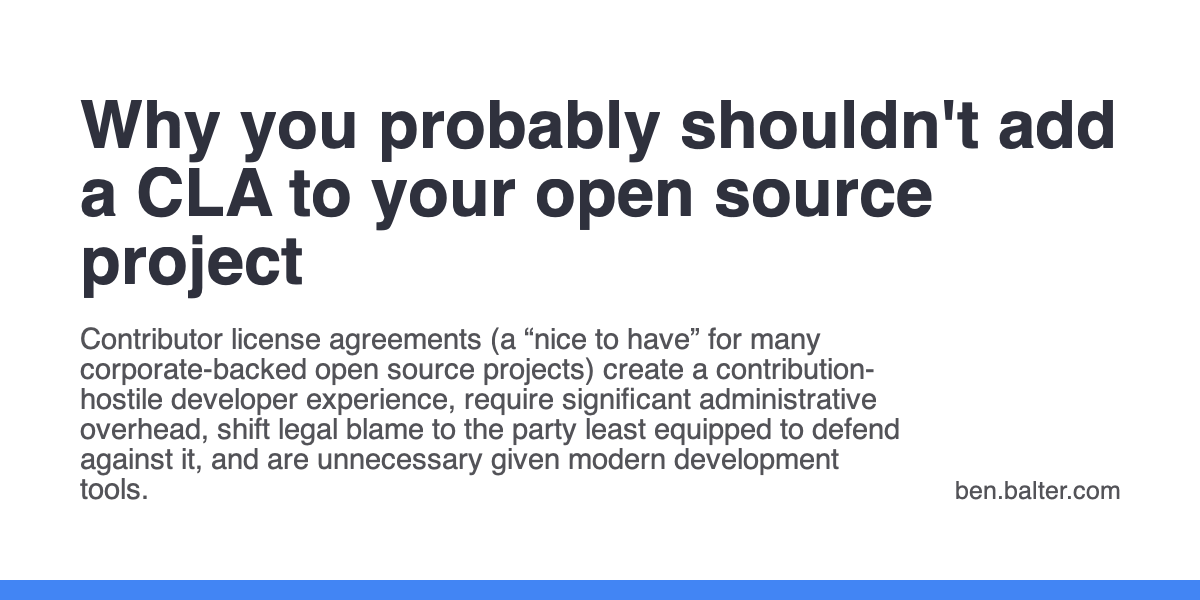 Why you probably shouldn't add
a CLA to your open source
project
Contributor license agreements (a “nice to have” for many
corporate-backed open source projects) create a contribution-
hostile developer experience, require significant administrative
overhead, shift legal blame to the party least equipped to defend
against it, and are unnecessary given modern development
tools.
ben.balter.com